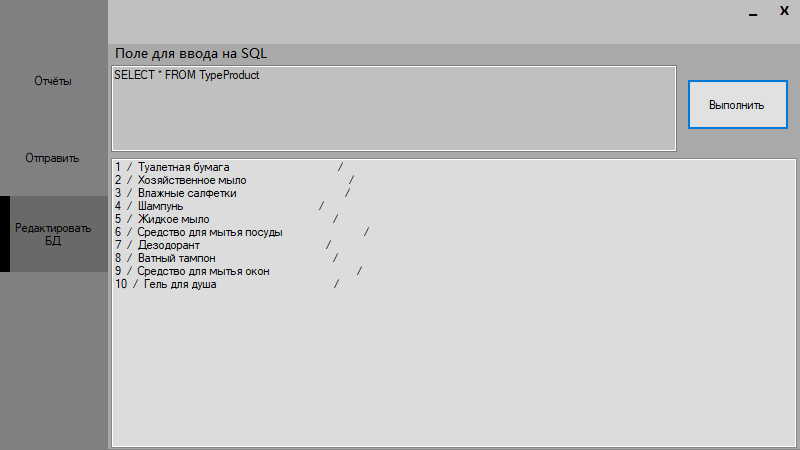 _ X
Отчёты
Отправить
Редактировать
БД
Поле для ввода на SQL
SELECT * FROM TypeProduct
Выполнить
1 / Туалетная бумага /
2 / Хозяйственное мыло /
3 / Влажные салфетки /
4 / Шампунь /
5 / Жидкое мыло /
6 / Средство для мытья посуды /
7 / Дезодорант /
8 / Ватный тампон /
9 / Средство для мытья окон /
10 / Гель для душа /